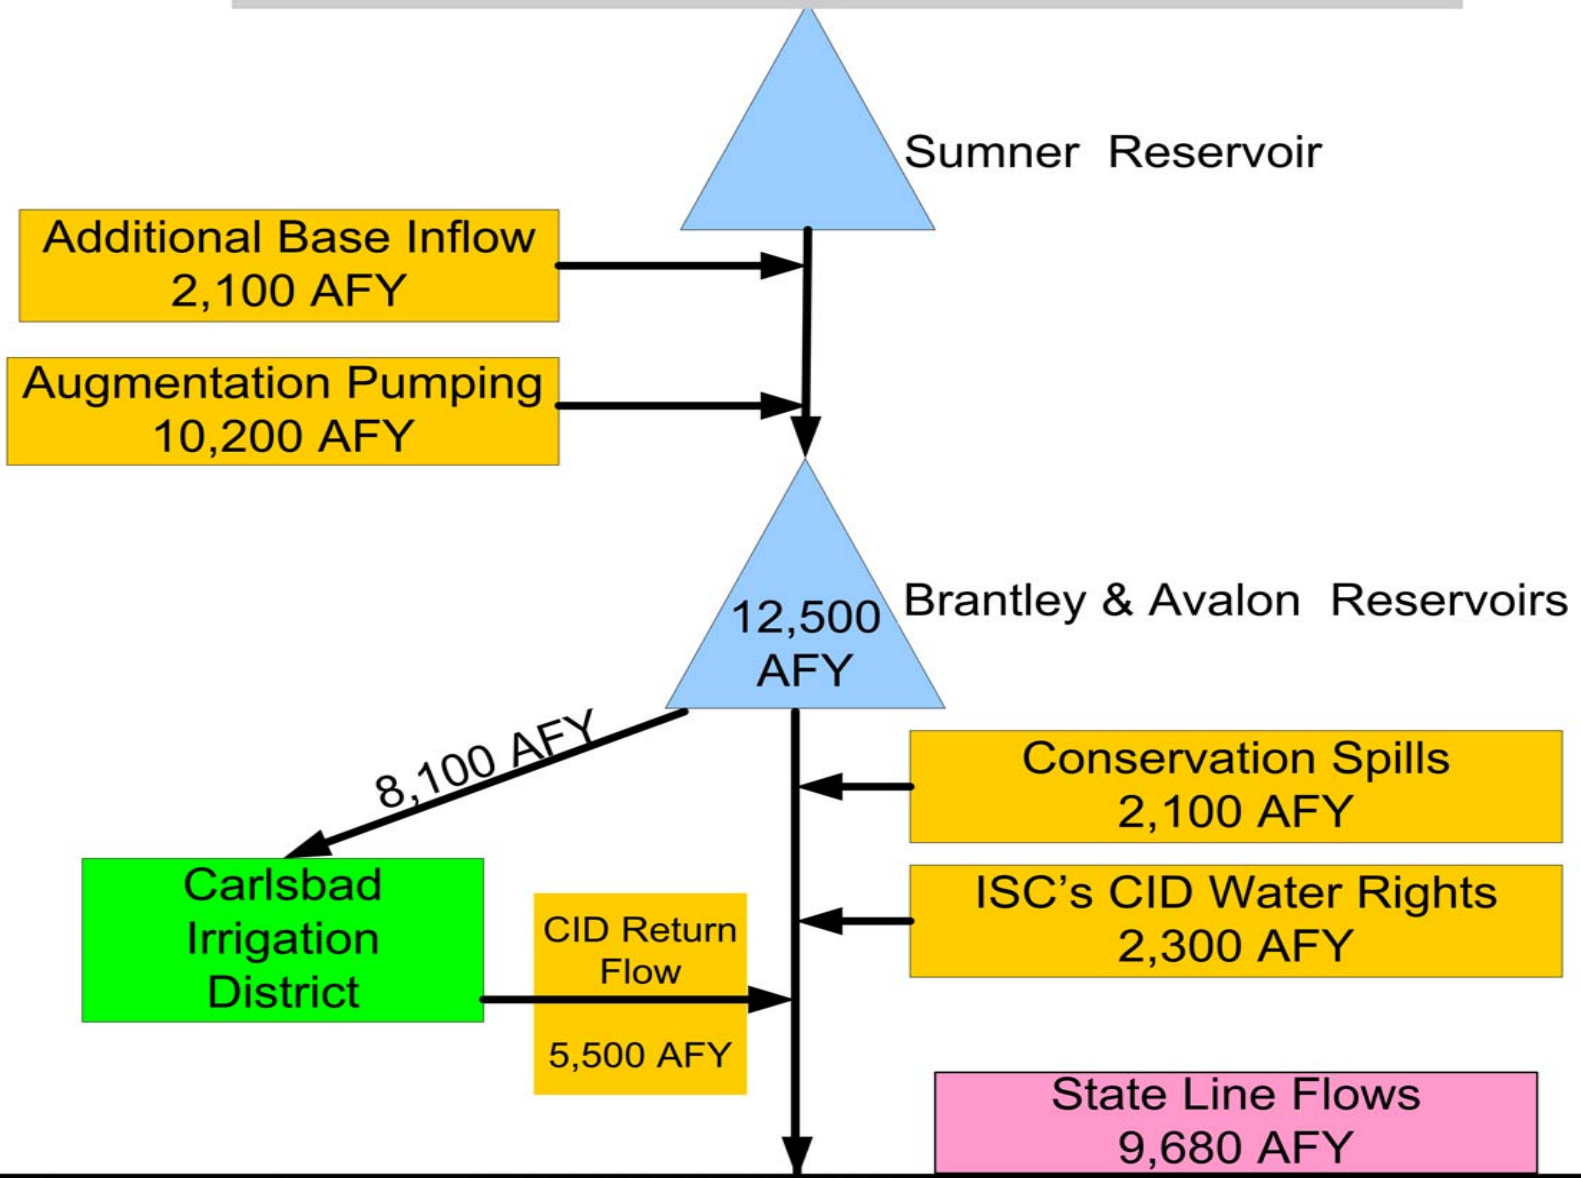 Sumner Reservoir
Additional Base Inflow
2,100 AFY
Augmentation Pumping
10,200 AFY
12,500
AFY
Brantley & Avalon Reservoirs
8,100 AFY
Conservation Spills
2,100 AFY
Carlsbad
Irrigation
District
ISC’s CID Water Rights
2,300 AFY
CID Return
Flow
5,500 AFY
State Line Flows
9,680 AFY